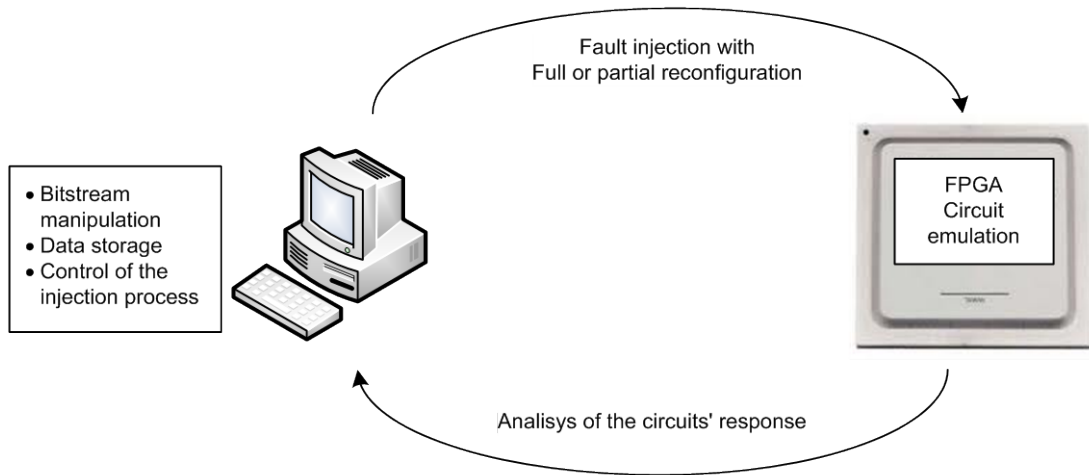 Fault injection with
Full or partial reconfiguration
• Bitstream
manipulation
• Data storage
• Control of the
injection process
FPGA
Circuit
emulation
Analisys of the circuits' response